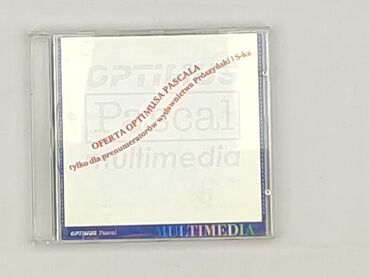 OPTIMUS
Pascal
multimedia
OFERTA OPTIMUSA PASCALA
tylko dla prenumeratorów wydawnictwa Prószyński i S-ka
OPTIMUS Pascal
MULTIMEDIA